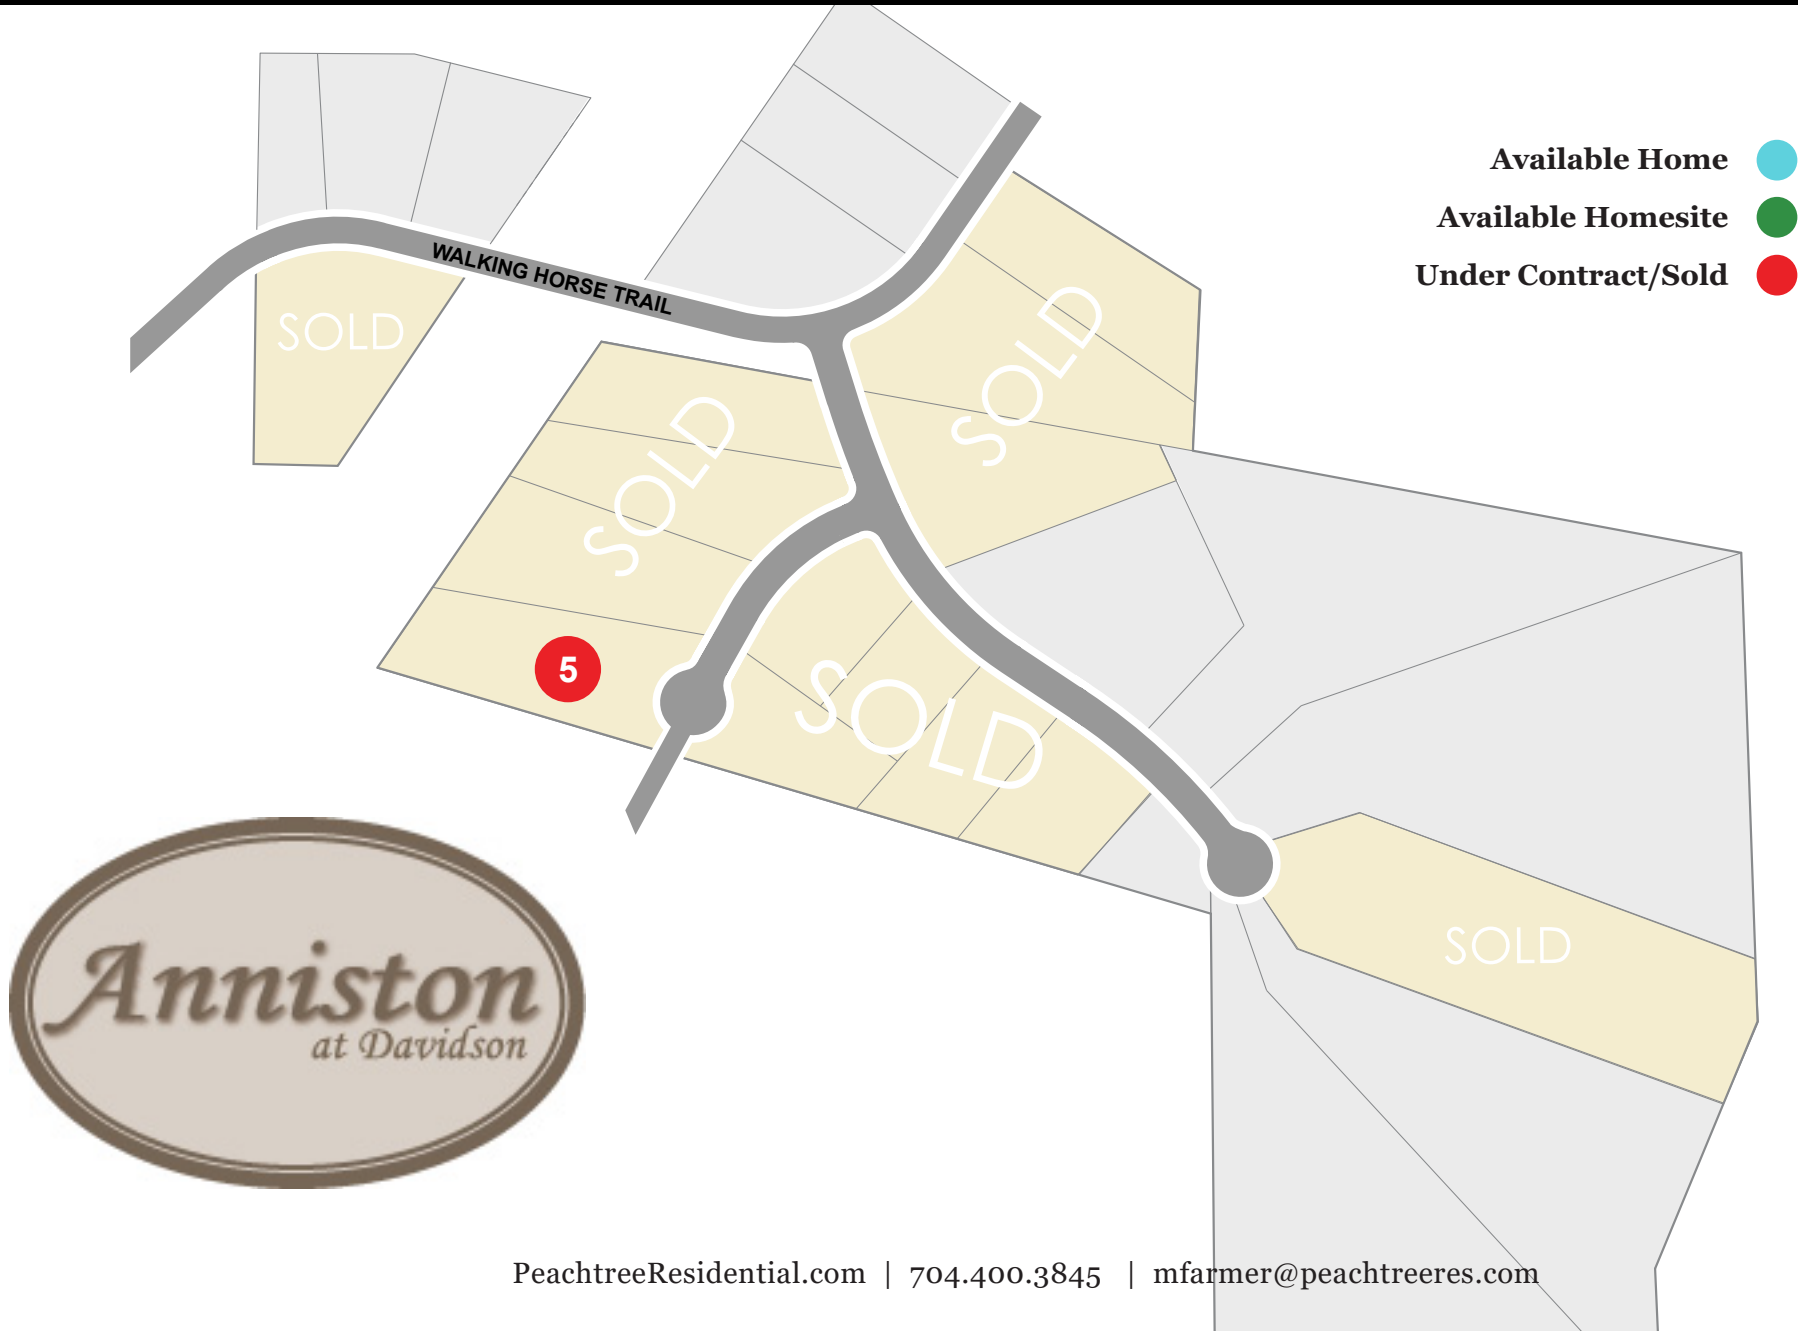 Available Home
Available Homesite
Under Contract/Sold
WALKING HORSE TRAIL
SOLD
SOLD
SOLD
5
SOLD
SOLD
Anniston
at Davidson
PeachtreeResidential.com | 704.400.3845 | mfarmer@peachtreeres.com